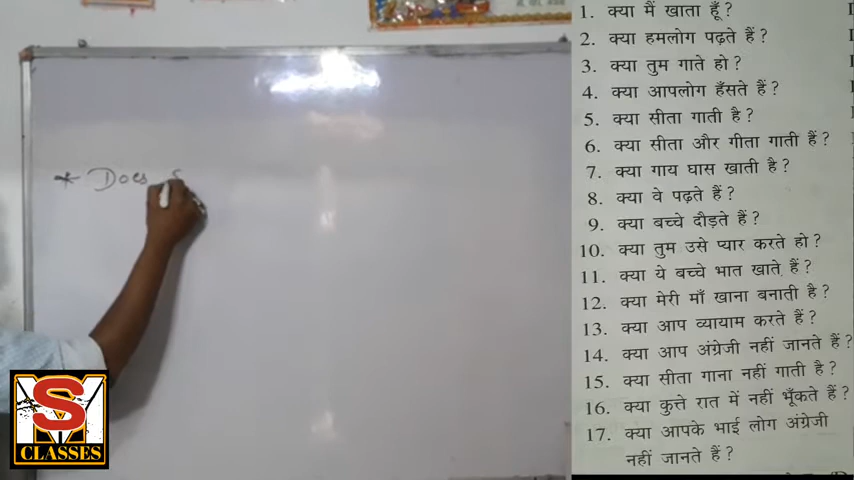 * Does
1. क्या मैं खाता हूँ?
2. क्या हमलोग पढ़ते हैं?
3. क्या तुम गाते हो?
4. क्या आपलोग हँसते हैं?
5. क्या सीता गाती है?
6. क्या सीता और गीता गाती हैं?
7. क्या गाय घास खाती है?
8. क्या वे पढ़ते हैं?
9. क्या बच्चे दौड़ते हैं?
10. क्या तुम उसे प्यार करते हो?
11. क्या ये बच्चे भात खाते हैं?
12. क्या मेरी माँ खाना बनाती है?
13. क्या आप व्यायाम करते हैं?
14. क्या आप अंग्रेजी नहीं जानते हैं?
15. क्या सीता गाना नहीं गाती है?
16. क्या कुत्ते रात में नहीं भूँकते हैं?
17. क्या आपके भाई लोग अंग्रेजी
नहीं जानते हैं?
SM
CLASSES